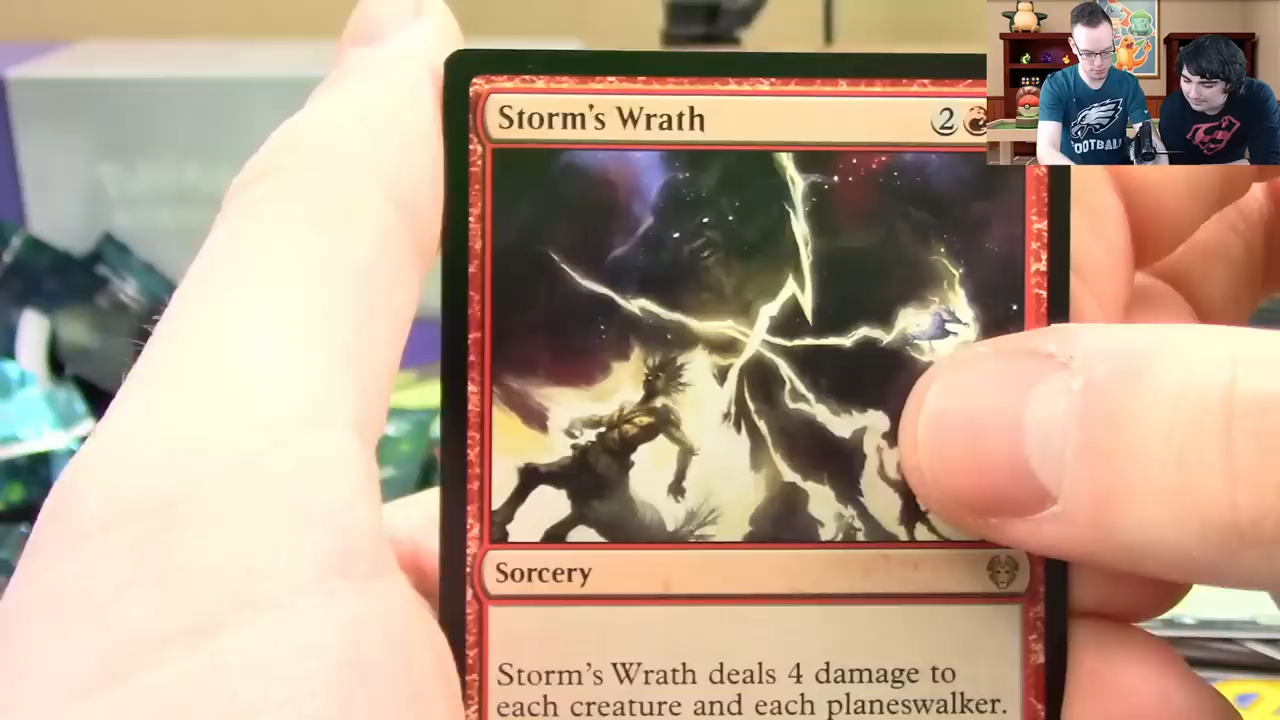 Storm's Wrath 2
Sorcery
Storm's Wrath deals 4 damage to
each creature and each planeswalker.
FOOTBALL